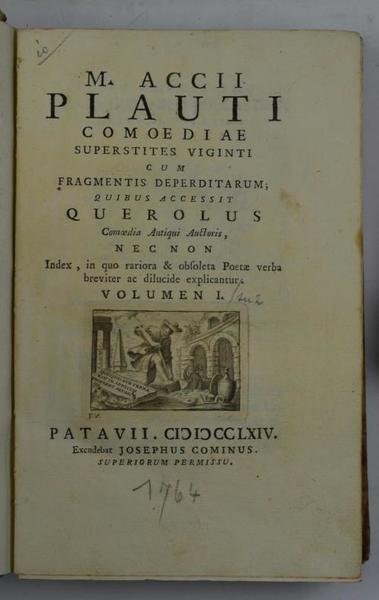 io
M. ACCII
PLAUTI
COMOEDIAE
SUPERSTITES VIGINTI
CUM
FRAGMENTIS DEPERDITARUM;
QUIBUS ACCESSIT
QUEROLUS
Comœdia Antiqui Auctoris,
NEC NON
Index, in quo rariora & obsoleta Poetæ verba
breviter ac dilucide explicantur.
VOLUMEN I.
PATAVII. CIƆIƆCCLXIV.
Excudebat JOSEPHUS COMINUS.
SUPERIORUM PERMISSU.
1764